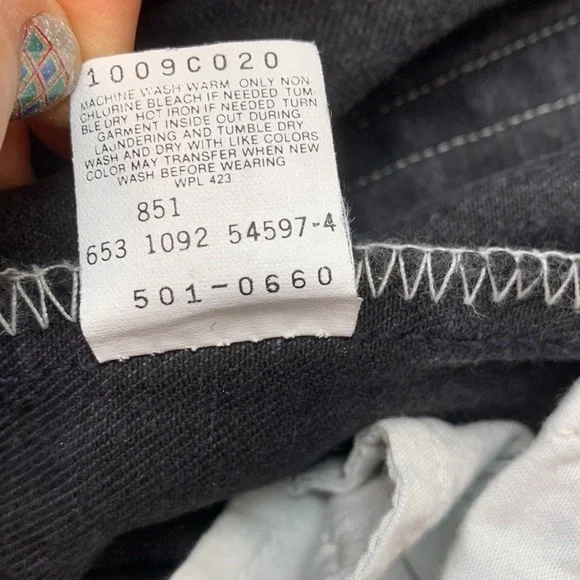 1009C020
MACHINE WASH WARM ONLY NON-
CHLORINE BLEACH IF NEEDED TUM
BLE DRY HOT IRON IF NEEDED TURN
GARMENT INSIDE OUT DURING
LAUNDERING AND TUMBLE DRY
WASH AND DRY WITH LIKE COLORS
COLOR MAY TRANSFER WHEN NEW
WASH BEFORE WEARING
WPL 423
851
653 1092 54597-4
501-0660